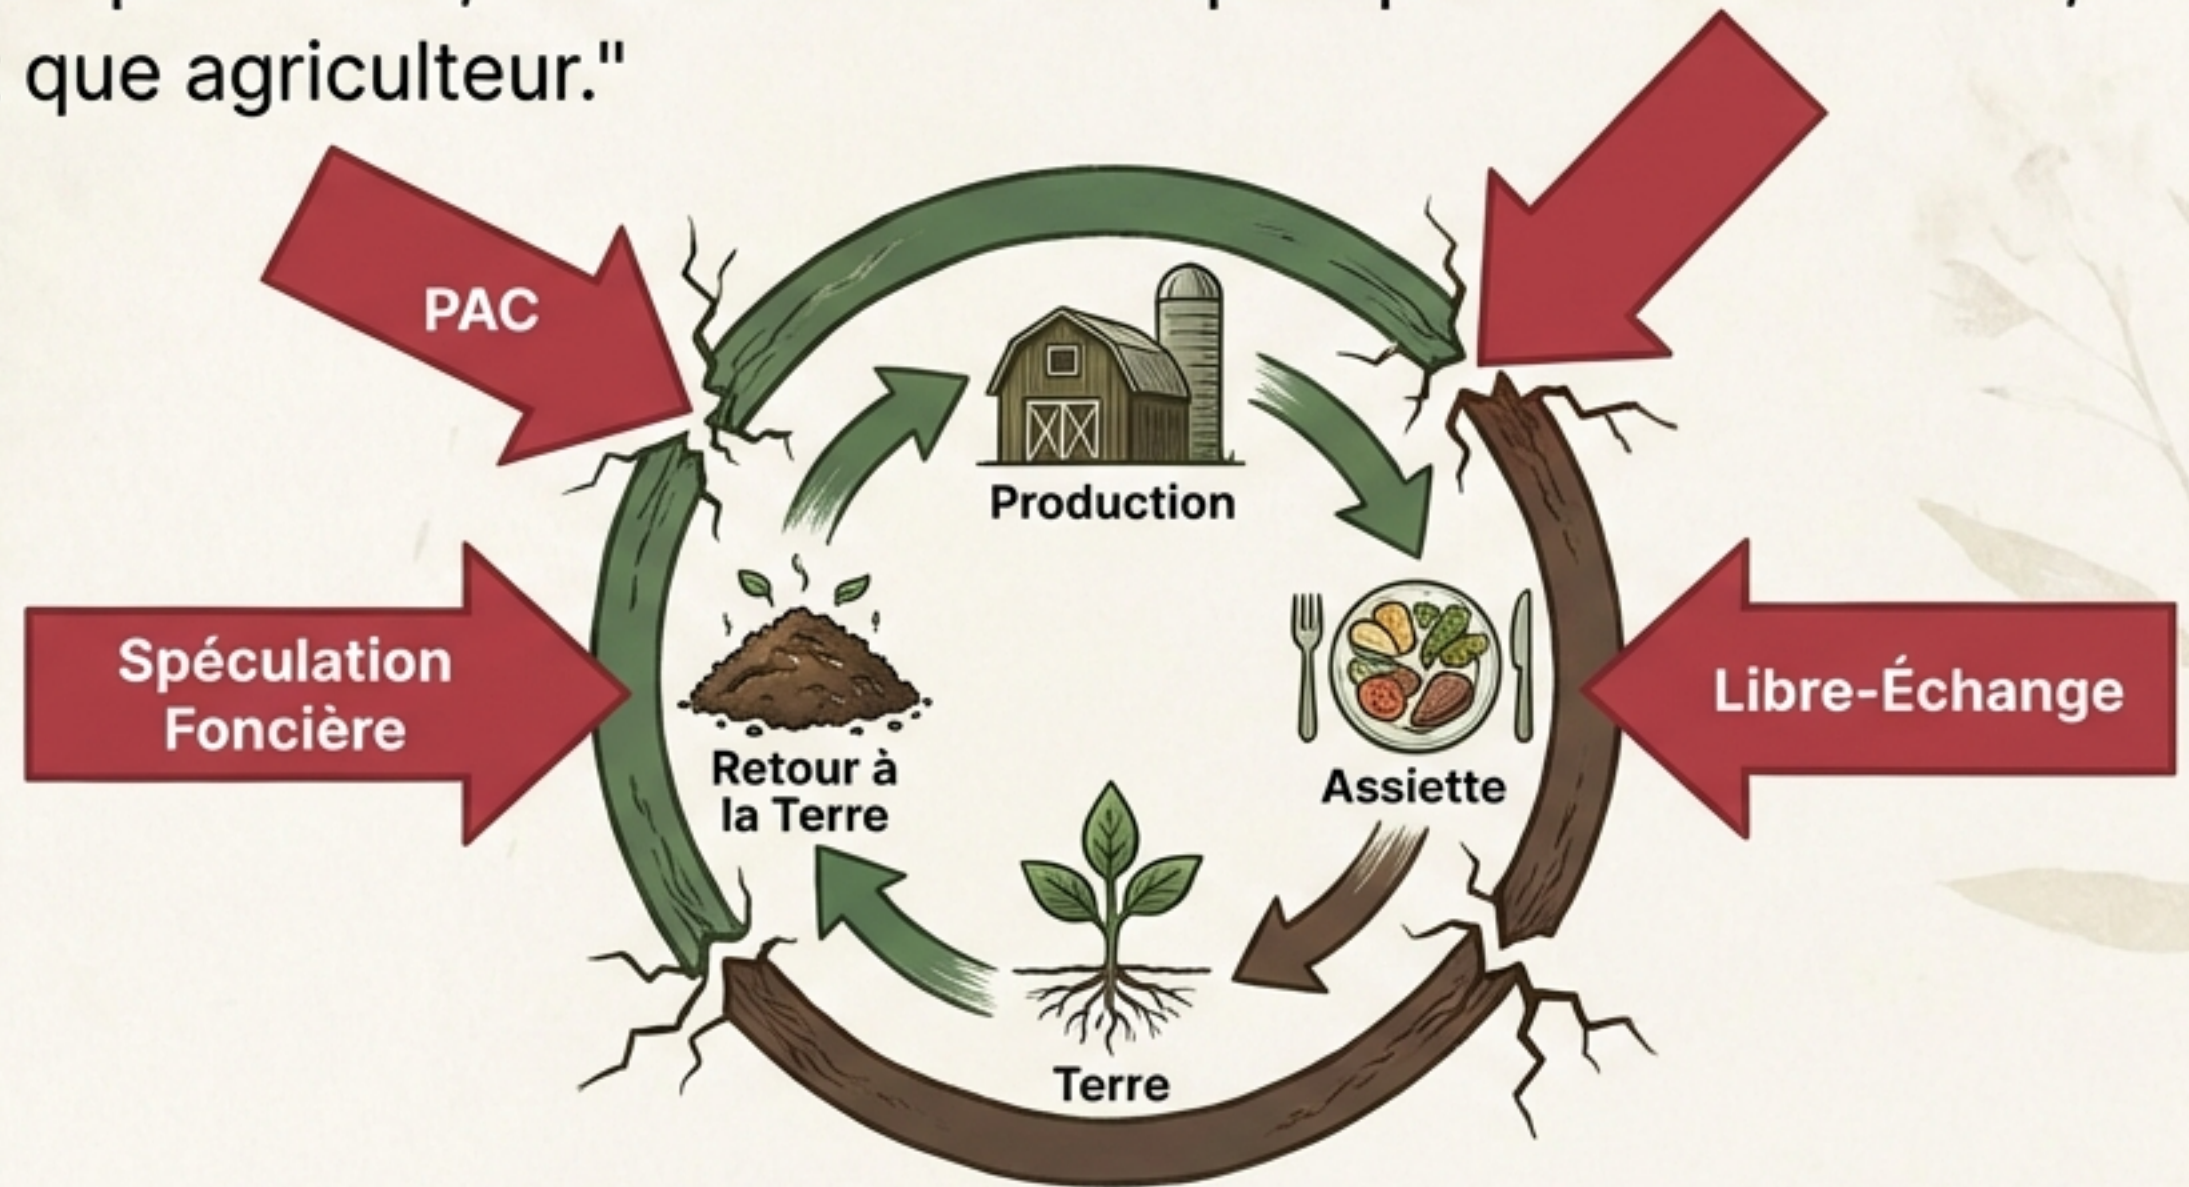 que agriculteur."
PAC
Production
Spéculation
Foncière
Libre-Échange
Retour à
la Terre
Assiette
Terre